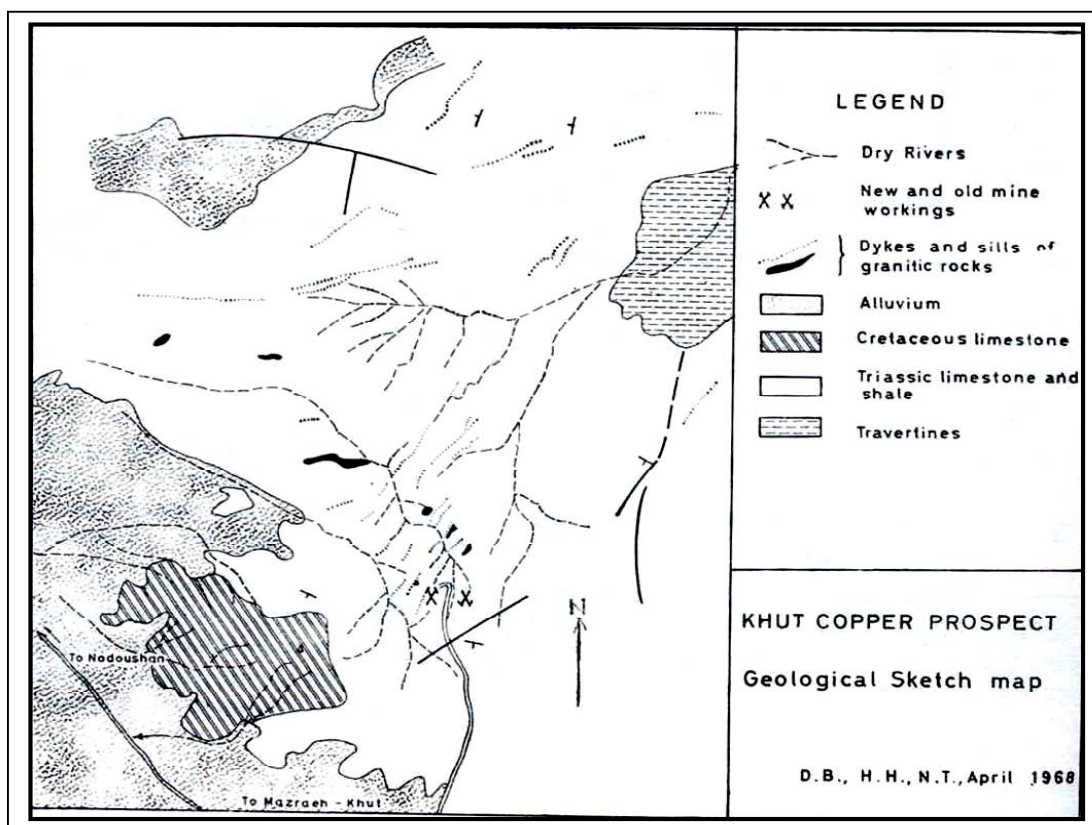 LEGEND
Dry Rivers
New and old mine
workings
Dykes and sills of
granitic rocks
Alluvium
Cretaceous limestone
Triassic limestone and
shale
Travertines
N
To Nadoushan
To Mazraeh - Khut
KHUT COPPER PROSPECT
Geological Sketch map
D.B., H.H., N.T., April 1968